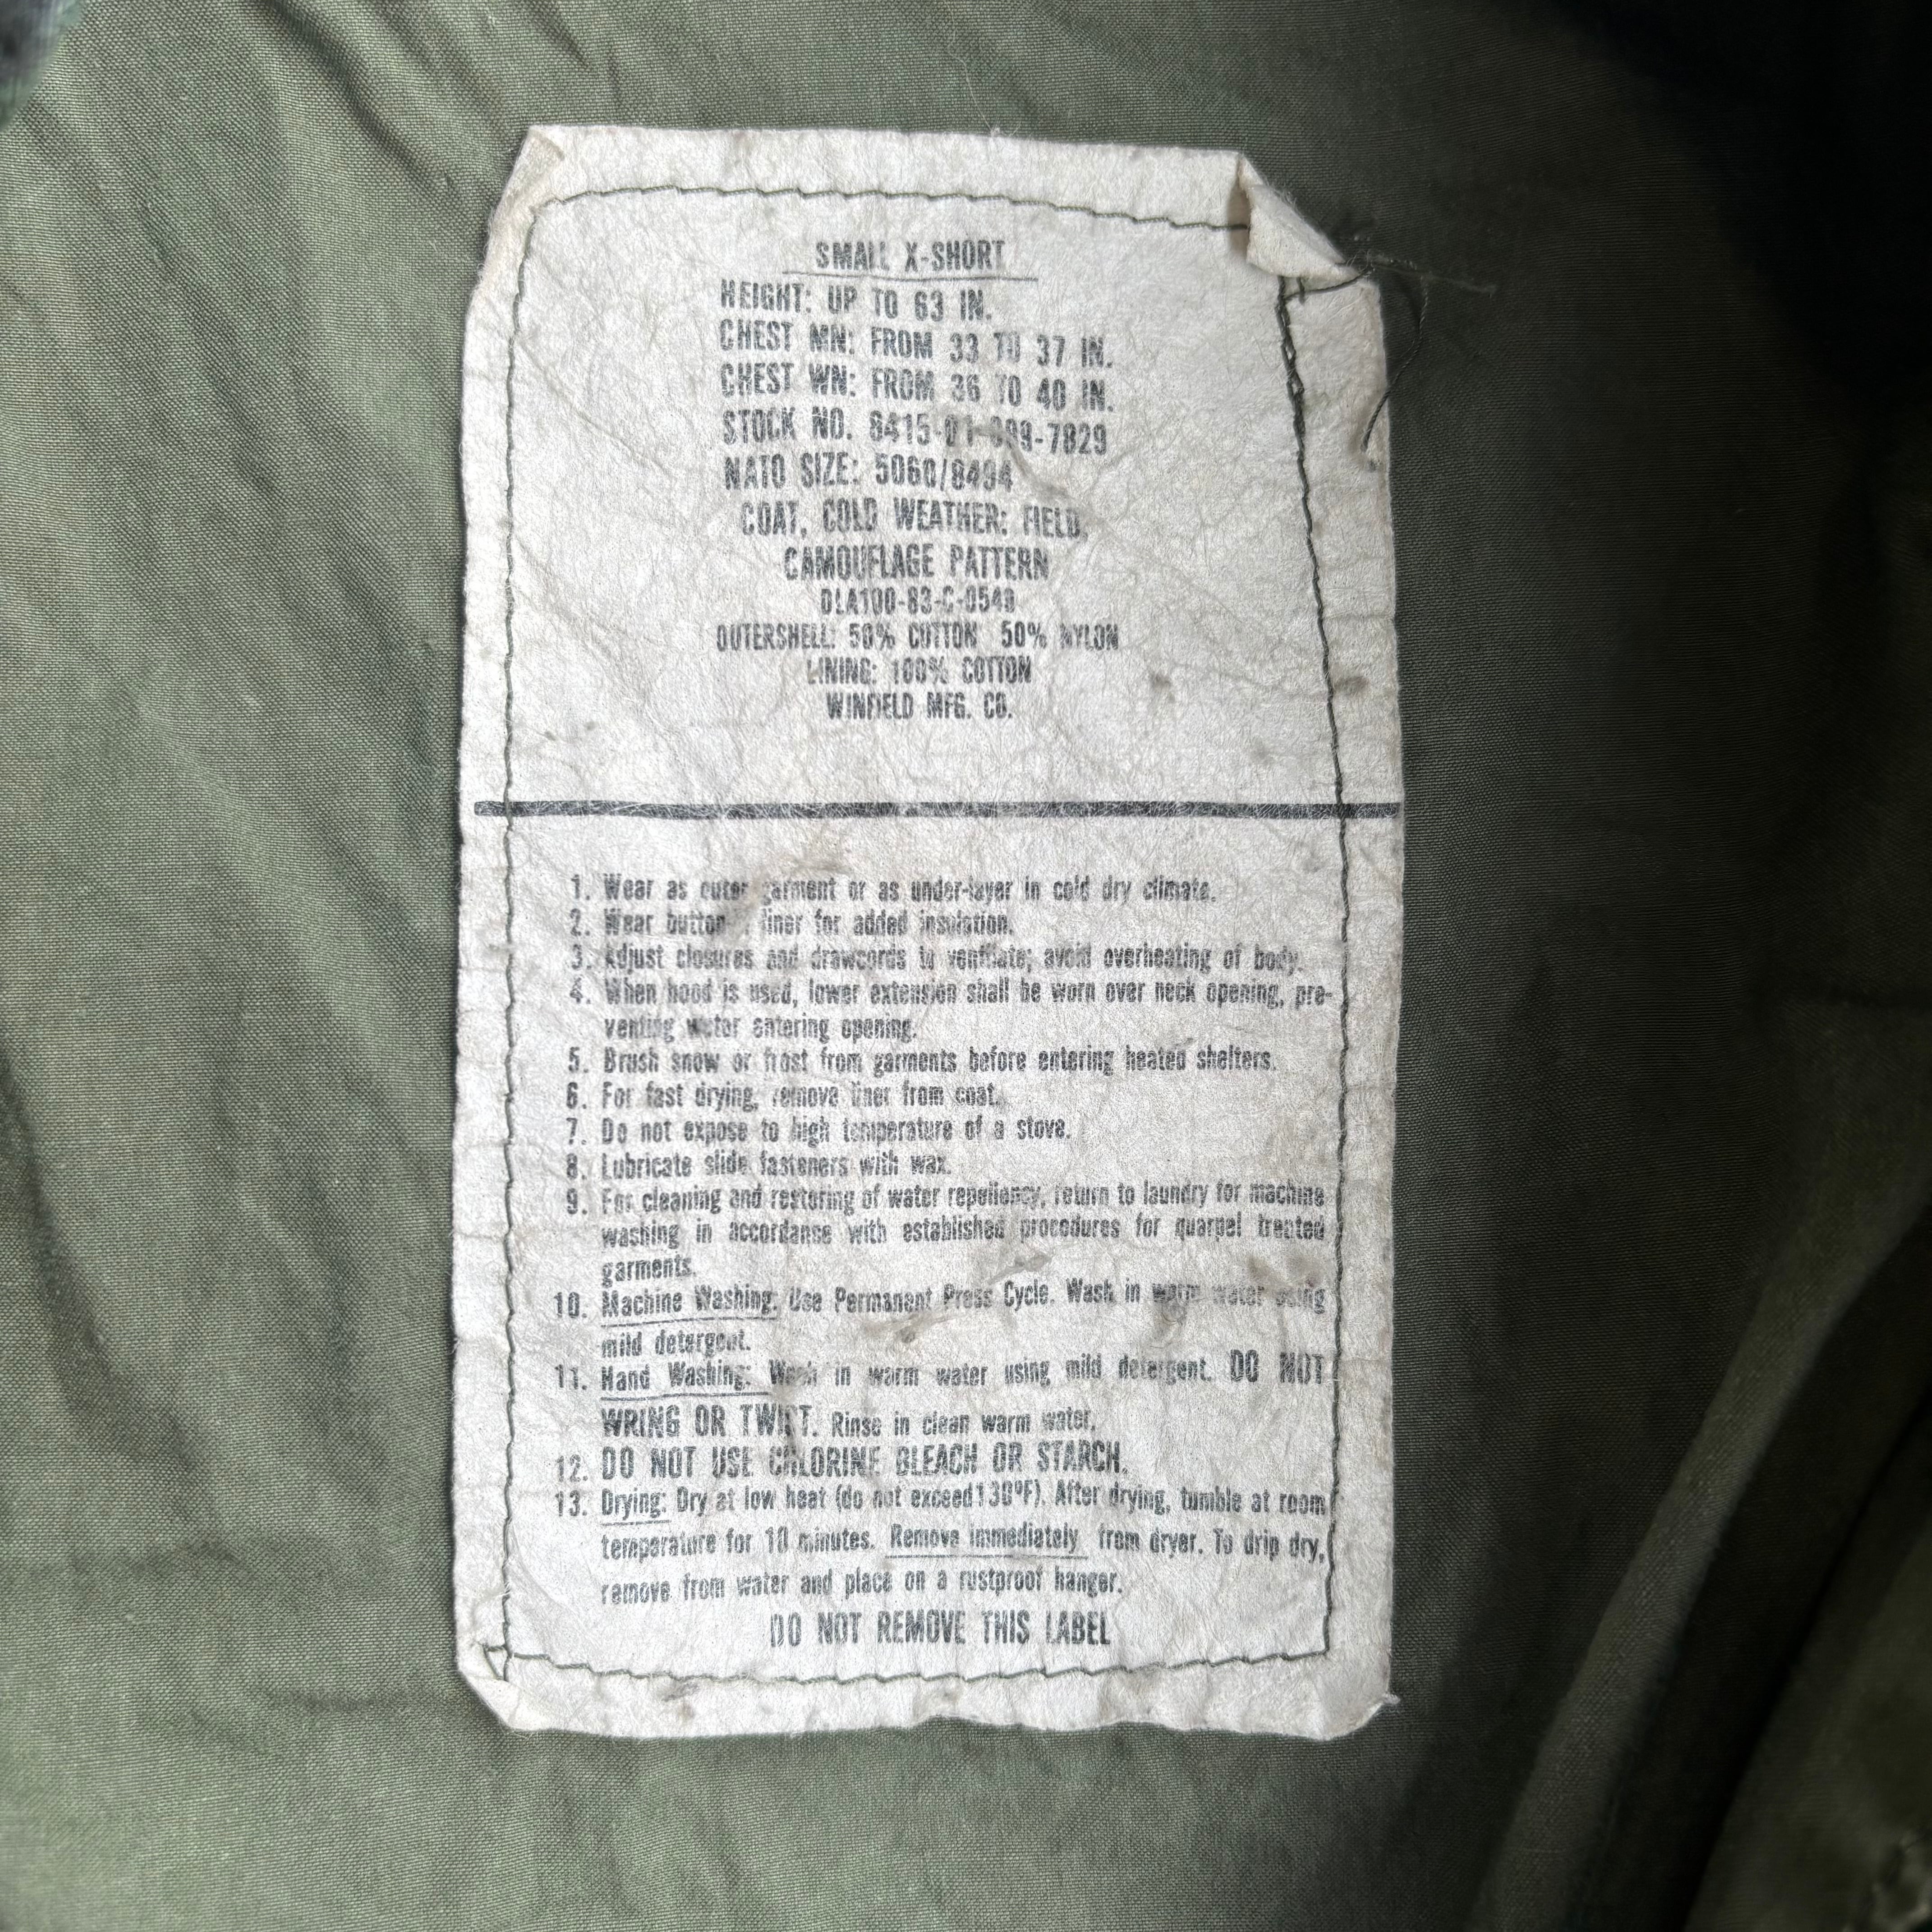 SMALL X-SHORT
HEIGHT: UP TO 63 IN.
CHEST MN: FROM 33 TO 37 IN.
CHEST WN: FROM 36 TO 40 IN.
STOCK NO. 8415-01-099-7829
NATO SIZE: 5060/8494
COAT, COLD WEATHER: FIELD,
CAMOUFLAGE PATTERN
DLA100-83-C-0549
OUTERSHELL: 50% COTTON 50% NYLON
LINING: 100% COTTON
WINFIELD MFG. CO.
1. Wear as outer garment or as under-layer in cold dry climate.
2. Wear button liner for added insulation.
3. Adjust closures and drawcords to ventilate; avoid overheating of body.
4. When hood is used, lower extension shall be worn over neck opening, pre-
venting water entering opening.
5. Brush snow or frost from garments before entering heated shelters.
6. For fast drying, remove liner from coat.
7. Do not expose to high temperature of a stove.
8. Lubricate slide fasteners with wax.
9. For cleaning and restoring of water repellency, return to laundry for machine
washing in accordance with established procedures for quarpel treated
garments.
10. Machine Washing: Use Permanent Press Cycle. Wash in warm water using
mild detergent.
11. Hand Washing: Wash in warm water using mild detergent. DO NOT
WRING OR TWIST. Rinse in clean warm water.
12. DO NOT USE CHLORINE BLEACH OR STARCH.
13. Drying: Dry at low heat (do not exceed 130°F). After drying, tumble at room
temperature for 10 minutes. Remove immediately from dryer. To drip dry,
remove from water and place on a rustproof hanger.
DO NOT REMOVE THIS LABEL